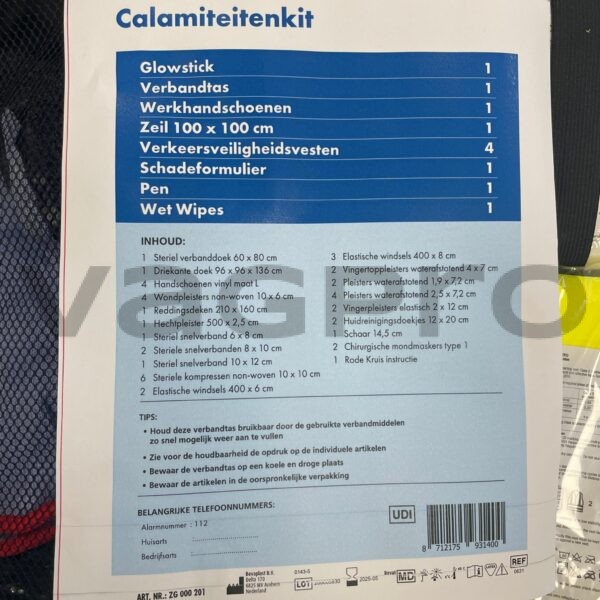 Calamiteitenkit
Glowstick 1
Verbandtas 1
Werkhandschoenen 1
Zeil 100 x 100 cm 1
Verkeersveiligheidsvesten 4
Schadeformulier 1
Pen 1
Wet Wipes 1
INHOUD:
1 Steriel verbanddoek 60 x 80 cm
1 Driekante doek 96 x 96 x 136 cm
4 Handschoenen vinyl maat L
4 Wondpleisters non-woven 10 x 6 cm
1 Reddingsdeken 210 x 160 cm
1 Hechtpleister 500 x 2,5 cm
1 Steriel snelverband 6 x 8 cm
2 Steriele snelverbanden 8 x 10 cm
1 Steriel snelverband 10 x 12 cm
6 Steriele kompressen non-woven 10 x 10 cm
2 Elastische windsels 400 x 6 cm
3 Elastische windsels 400 x 8 cm
2 Vingertoppleisters waterafstotend 4 x 7 cm
2 Pleisters waterafstotend 1,9 x 7,2 cm
4 Pleisters waterafstotend 2,5 x 7,2 cm
2 Vingerpleisters elastisch 2 x 12 cm
2 Huidreinigingsdoekjes 12 x 20 cm
1 Schaar 14,5 cm
2 Chirurgische mondmaskers type 1
1 Rode Kruis instructie
vagpro
TIPS:
• Houd deze verbandtas bruikbaar door de gebruikte verbandmiddelen
zo snel mogelijk weer aan te vullen
• Zie voor de houdbaarheid de opdruk op de individuele artikelen
• Bewaar de verbandtas op een koele en droge plaats
• Bewaar de artikelen in de oorspronkelijke verpakking
BELANGRIJKE TELEFOONNUMMERS:
Alarmnummer : 112
Huisarts :
Bedrijfsarts :
UDI
8 712175 931400
ART. NR.: ZG 000 201
Bevaplast B.V.
Delta 170
6825 MV Arnhem
Nederland
0143-5
LOT
2025-05
MD
CE
REF
0631
2